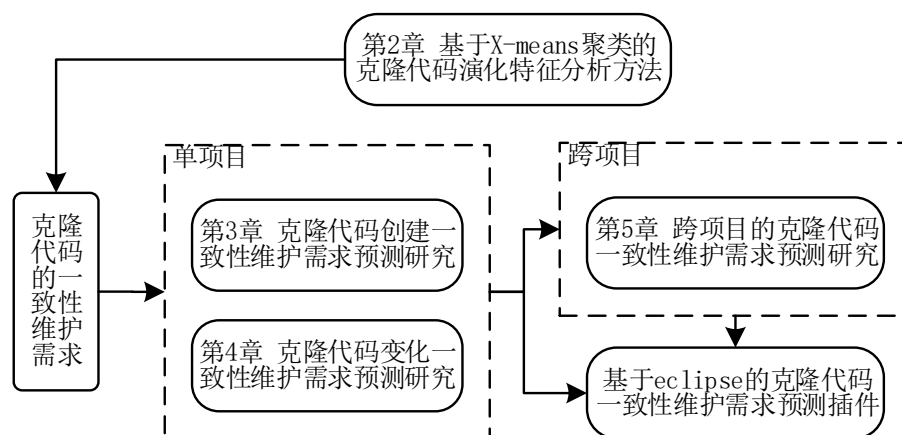 第2章 基于X-means聚类的
克隆代码演化特征分析方法
克隆
代码
的一
致性
维护
需求
单项目
第3章 克隆代码创建一
致性维护需求预测研究
第4章 克隆代码变化一
致性维护需求预测研究
跨项目
第5章 跨项目的克隆代码
一致性维护需求预测研究
基于eclipse的克隆代码
一致性维护需求预测插件